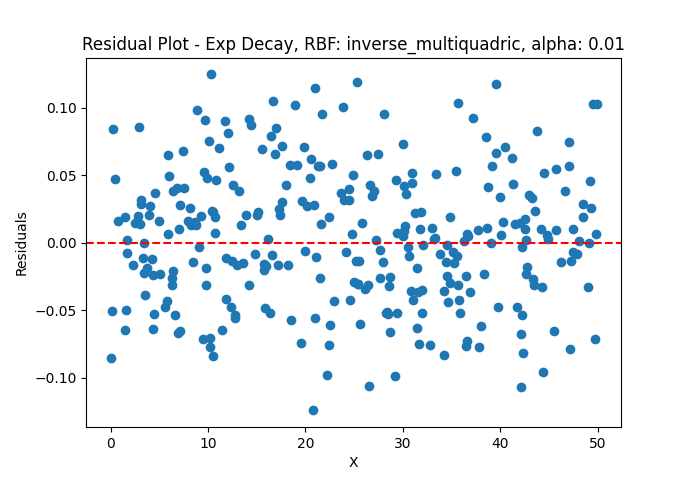 Residual Plot - Exp Decay, RBF: inverse_multiquadric, alpha: 0.01
0.10
0.05
0.00
−0.05
−0.10
Residuals
0 10 20 30 40 50
X